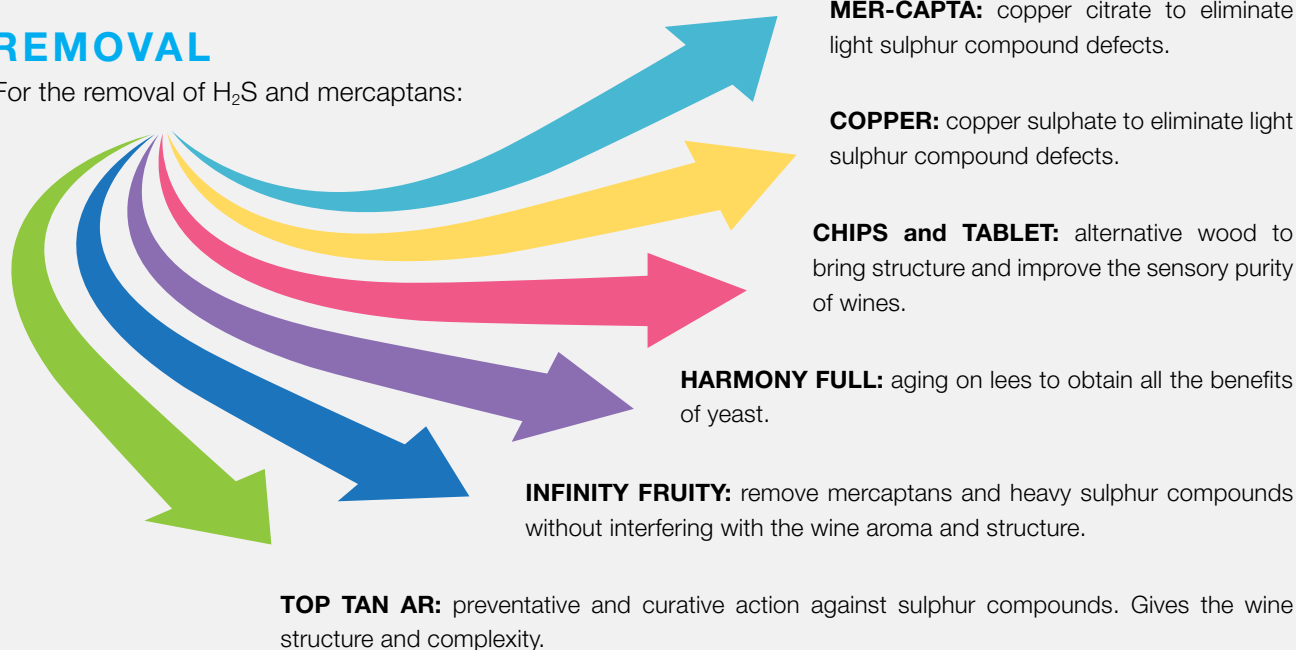 REMOVAL
For the removal of H₂S and mercaptans:
MER-CAPTA: copper citrate to eliminate
light sulphur compound defects.
COPPER: copper sulphate to eliminate light
sulphur compound defects.
CHIPS and TABLET: alternative wood to
bring structure and improve the sensory purity
of wines.
HARMONY FULL: aging on lees to obtain all the benefits
of yeast.
INFINITY FRUITY: remove mercaptans and heavy sulphur compounds
without interfering with the wine aroma and structure.
TOP TAN AR: preventative and curative action against sulphur compounds. Gives the wine
structure and complexity.